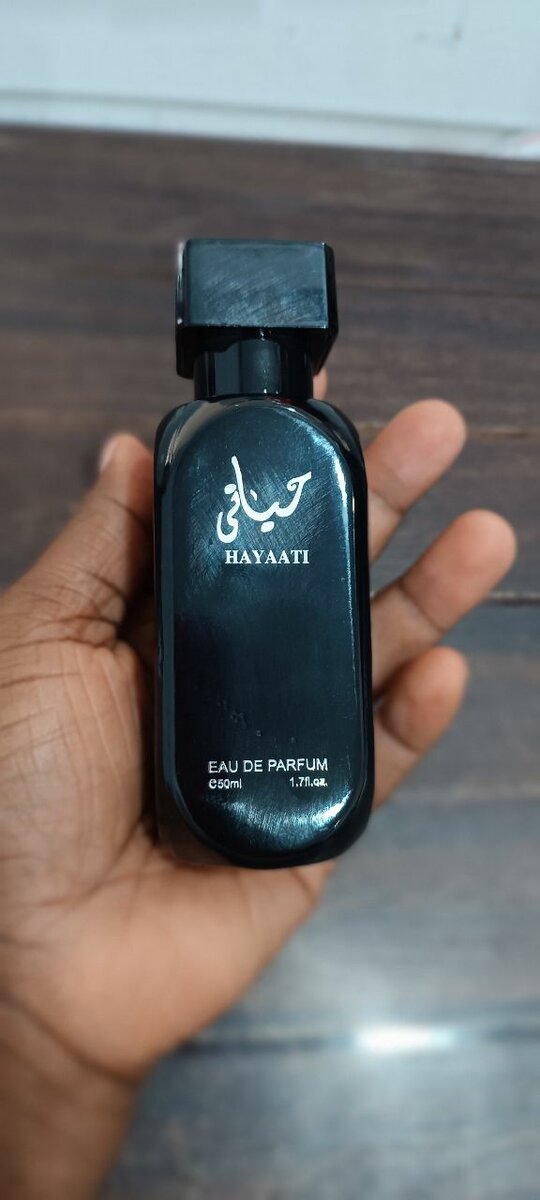 حياتي
HAYAATI
EAU DE PARFUM
℮50ml 1.7fl.oz.